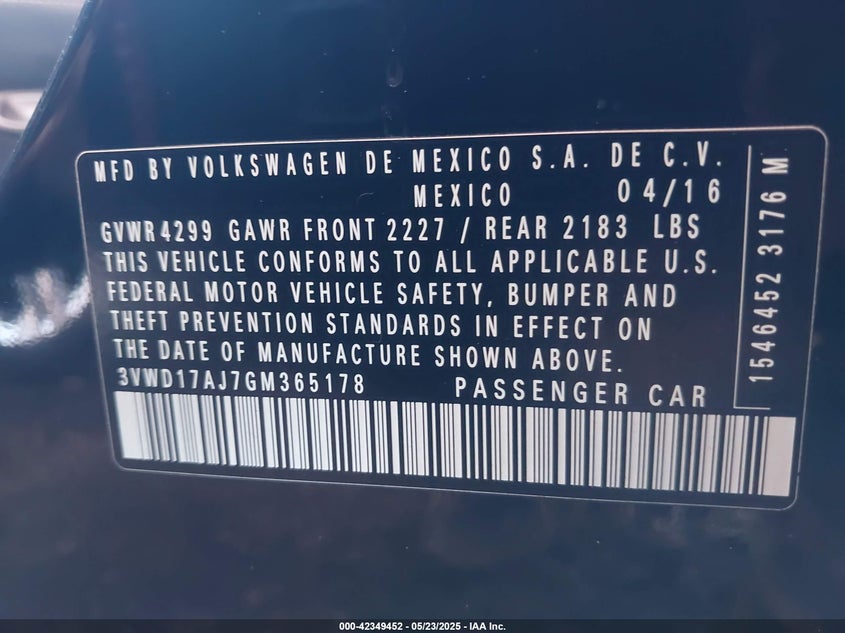 MFD BY VOLKSWAGEN DE MEXICO S.A. DE C.V.
MEXICO 04/16
GVWR 4299 GAWR FRONT 2227 / REAR 2183 LBS
THIS VEHICLE CONFORMS TO ALL APPLICABLE U.S.
FEDERAL MOTOR VEHICLE SAFETY, BUMPER AND
THEFT PREVENTION STANDARDS IN EFFECT ON
THE DATE OF MANUFACTURE SHOWN ABOVE.
3VWD17AJ7GM365178 PASSENGER CAR
1546452 3176 M
000-42349452 - 05/23/2025 - IAA Inc.